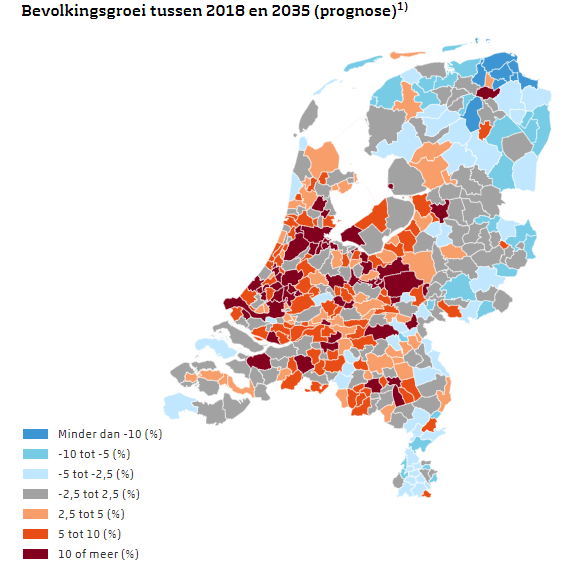 Bevolkingsgroei tussen 2018 en 2035 (prognose)1)
Minder dan -10 (%)
-10 tot -5 (%)
-5 tot -2,5 (%)
-2,5 tot 2,5 (%)
2,5 tot 5 (%)
5 tot 10 (%)
10 of meer (%)